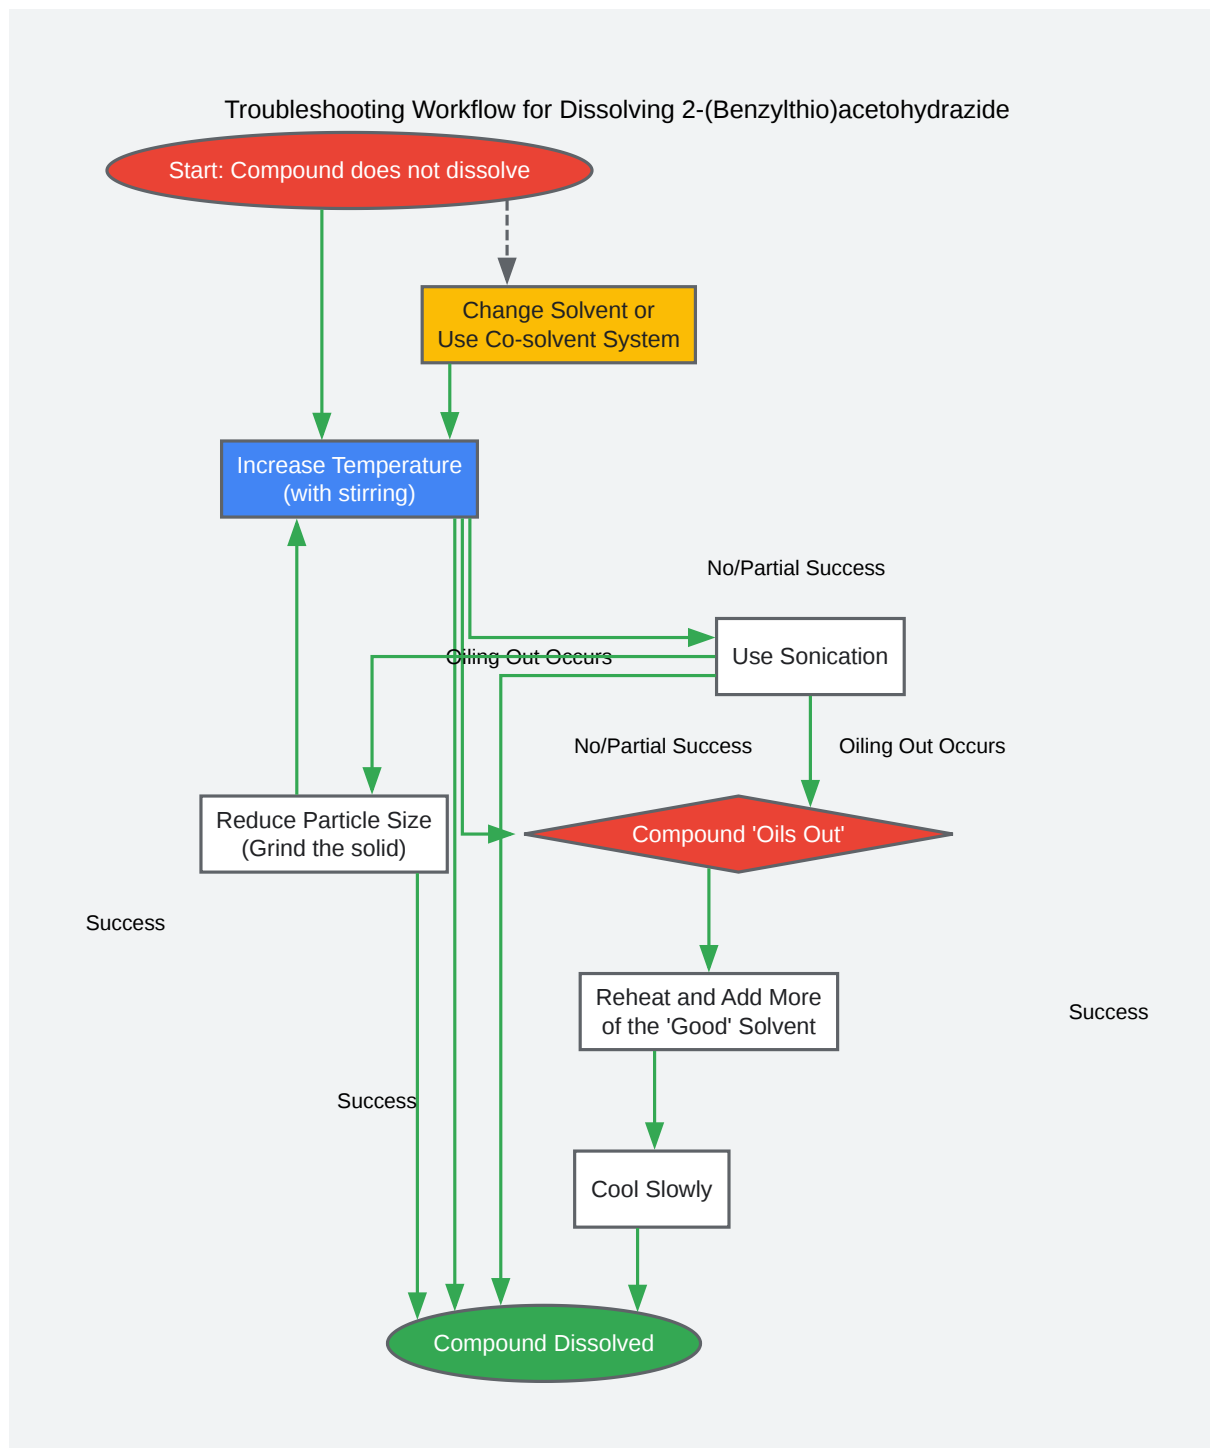 Troubleshooting Workflow for Dissolving 2-(Benzylthio)acetohydrazide
Start: Compound does not dissolve
Change Solvent or
Use Co-solvent System
Increase Temperature
(with stirring)
No/Partial Success
Oiling Out Occurs
Use Sonication
No/Partial Success
Oiling Out Occurs
Reduce Particle Size
(Grind the solid)
Compound 'Oils Out'
Success
Reheat and Add More
of the 'Good' Solvent
Success
Success
Cool Slowly
Compound Dissolved